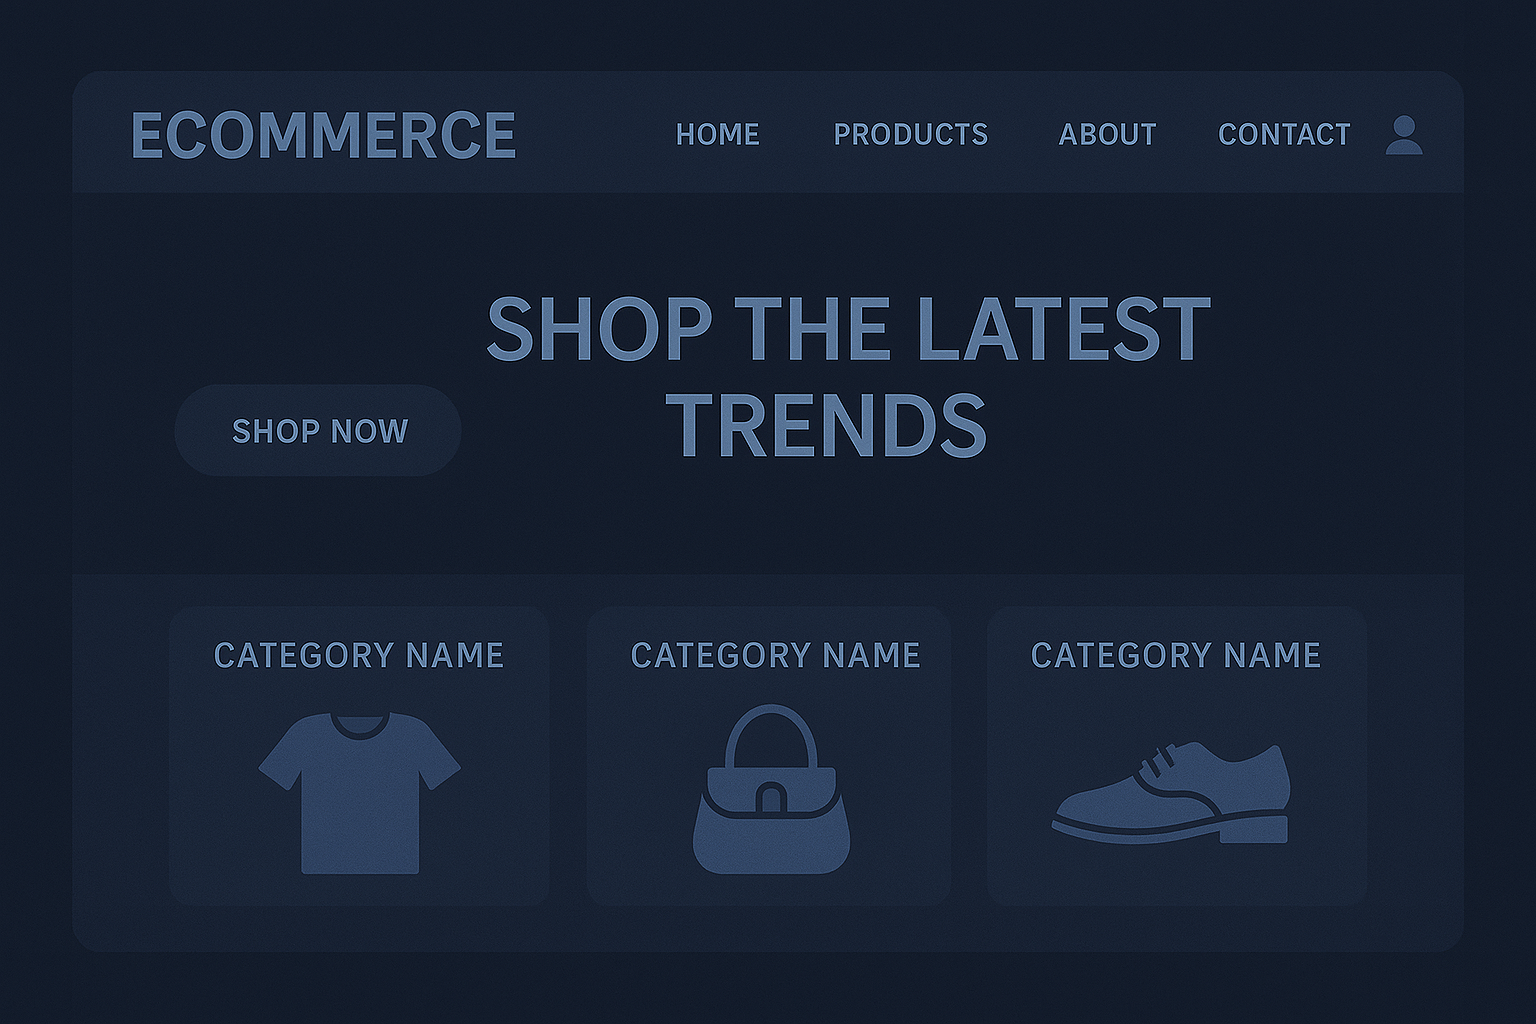 ECOMMERCE
HOME PRODUCTS ABOUT CONTACT
SHOP THE LATEST
TRENDS
SHOP NOW
CATEGORY NAME
CATEGORY NAME
CATEGORY NAME